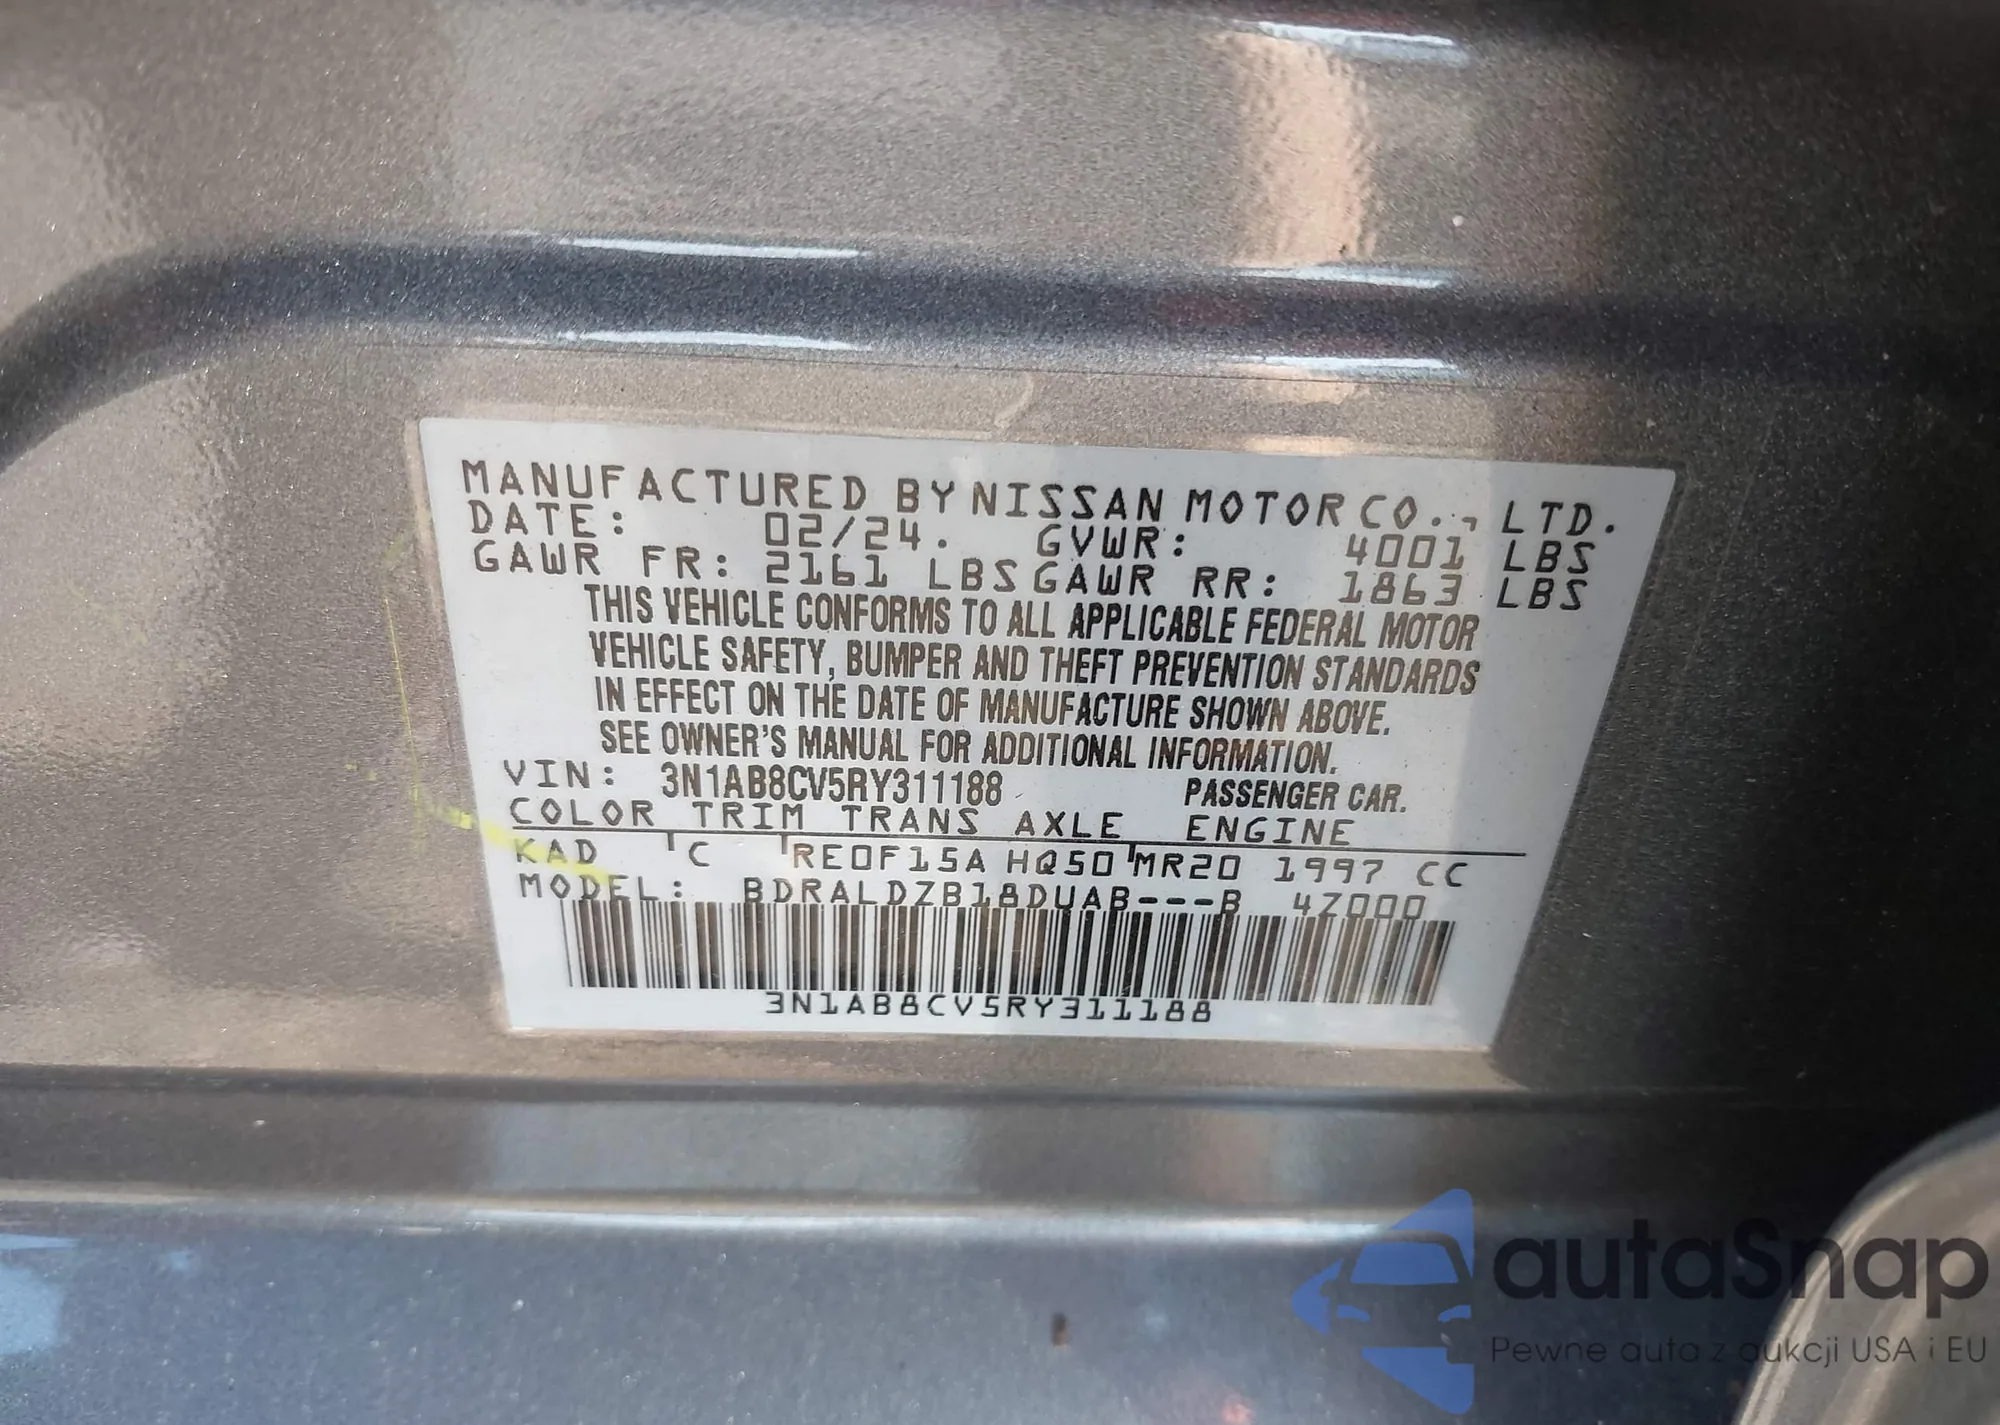 MANUFACTURED BY NISSAN MOTOR CO., LTD.
DATE: 02/24. GVWR: 4001 LBS
GAWR FR: 2161 LBS GAWR RR: 1863 LBS
THIS VEHICLE CONFORMS TO ALL APPLICABLE FEDERAL MOTOR
VEHICLE SAFETY, BUMPER AND THEFT PREVENTION STANDARDS
IN EFFECT ON THE DATE OF MANUFACTURE SHOWN ABOVE.
SEE OWNER'S MANUAL FOR ADDITIONAL INFORMATION.
VIN: 3N1AB8CV5RY311188 PASSENGER CAR.
COLOR TRIM TRANS AXLE ENGINE
KAD C RE0F15A HQ50 MR20 1997 CC
MODEL: BDRALDZB18DUAB---B 4Z000
3N1AB8CV5RY311188
autaSnap
Pewne auta z aukcji USA i EU